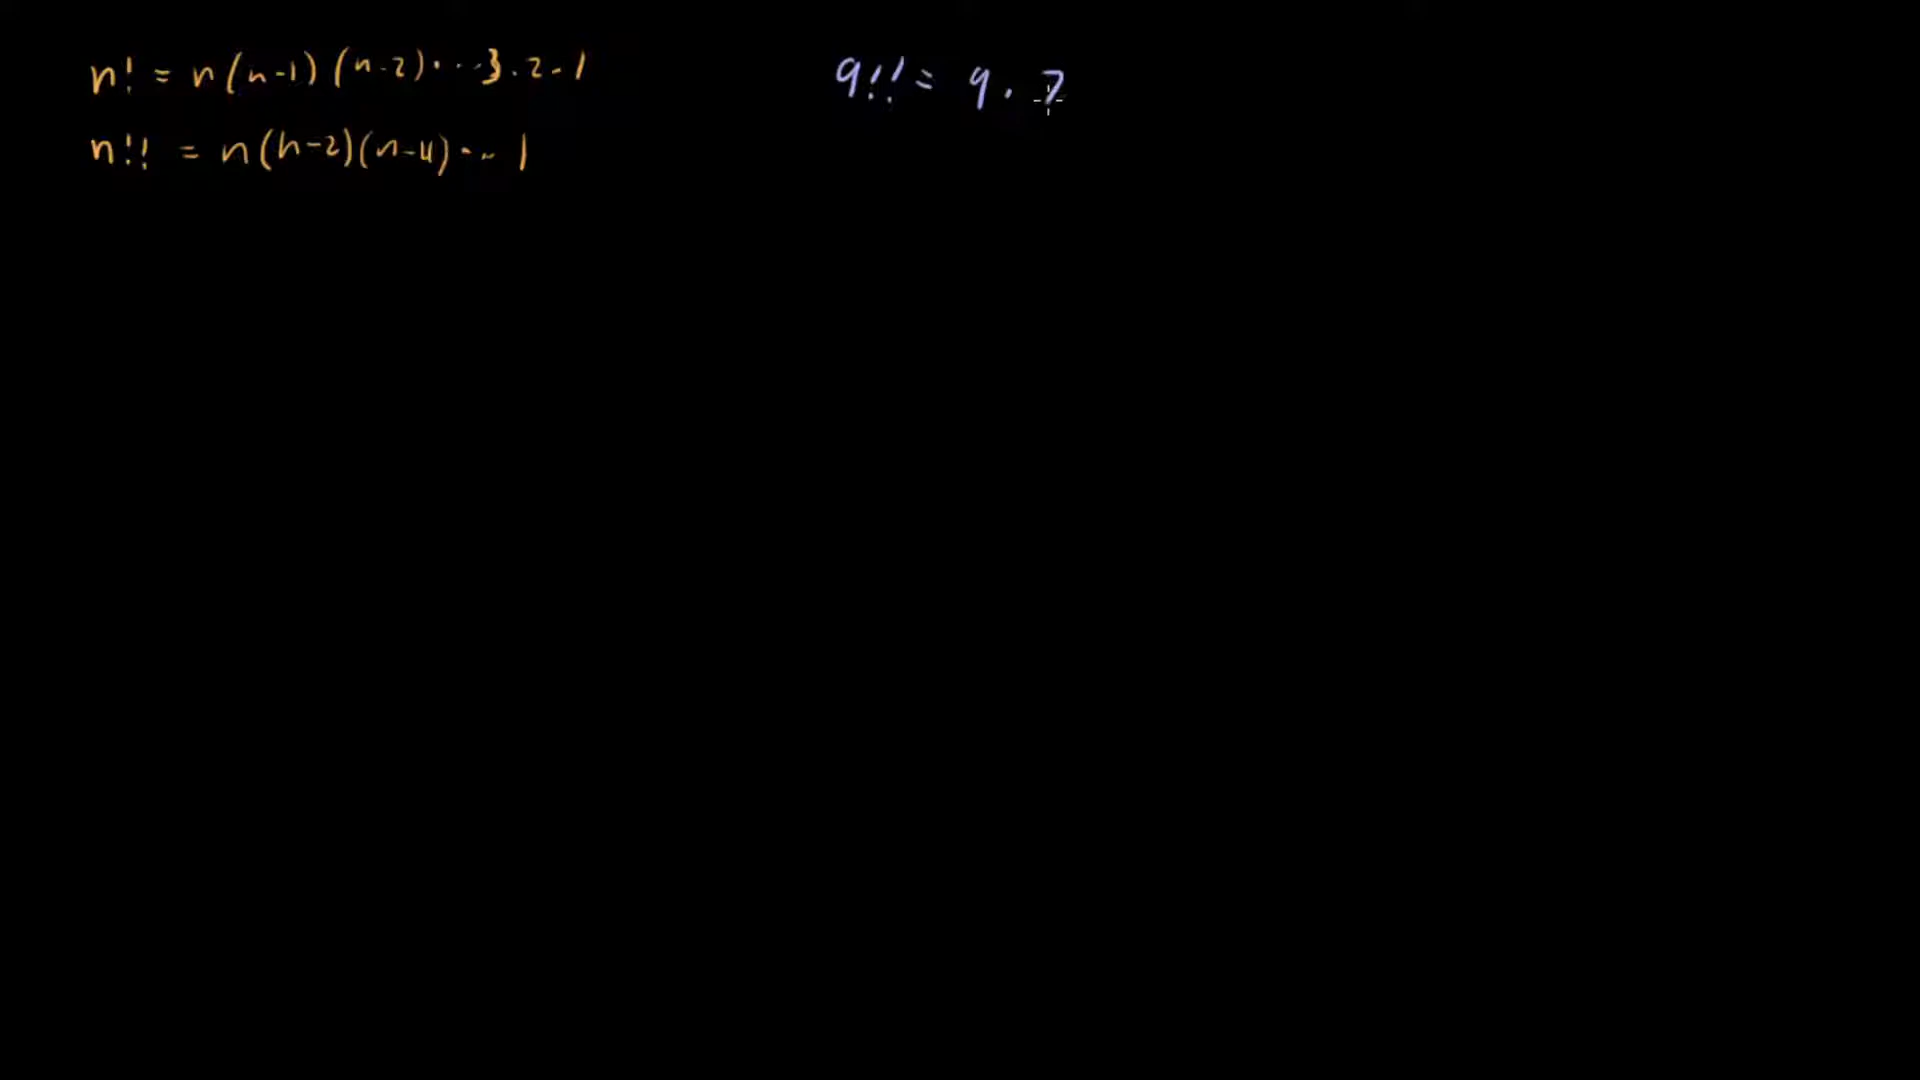 n! = n(n-1)(n-2)···3·2·1
n!! = n(n-2)(n-4)···1
9!! = 9·7